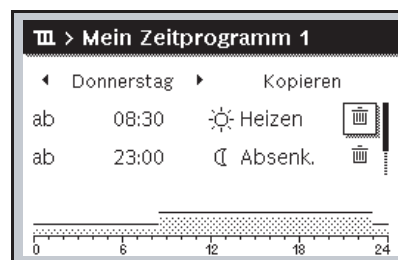 > Mein Zeitprogramm 1
Donnerstag Kopieren
ab 08:30 Heizen
ab 23:00 Absenk.
0 6 12 18 24